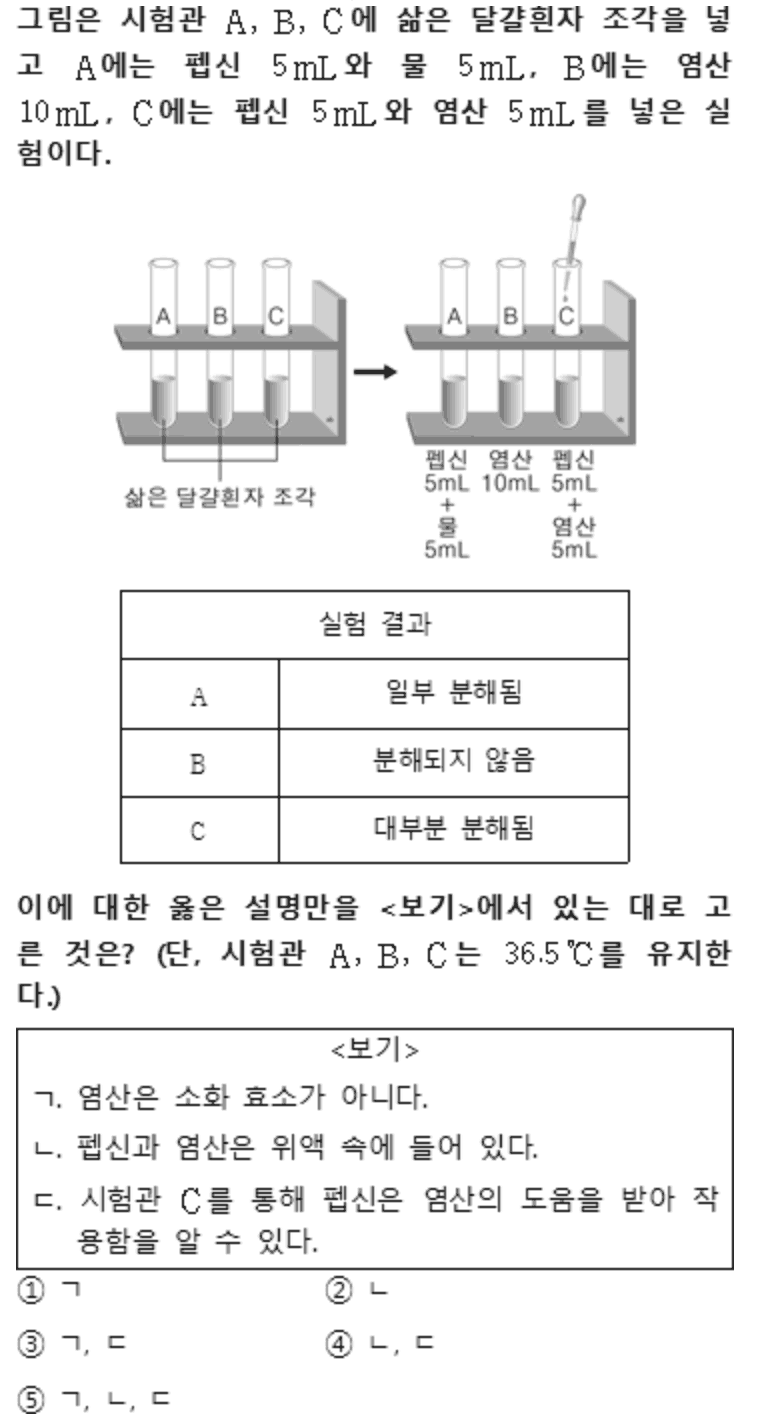 그림은 시험관 A, B, C에 삶은 달걀흰자 조각을 넣
고 A에는 펩신 5mL와 물 5mL, B에는 염산
10mL, C에는 펩신 5mL와 염산 5mL를 넣은 실
험이다.
A B C
A B C
삶은 달걀흰자 조각
펩신 염산 펩신
5mL 10mL 5mL
+ +
물 염산
5mL 5mL
실험 결과
A 일부 분해됨
B 분해되지 않음
C 대부분 분해됨
이에 대한 옳은 설명만을 <보기>에서 있는 대로 고
른 것은? (단, 시험관 A, B, C는 36.5℃를 유지한
다.)
<보기>
ㄱ. 염산은 소화 효소가 아니다.
ㄴ. 펩신과 염산은 위액 속에 들어 있다.
ㄷ. 시험관 C를 통해 펩신은 염산의 도움을 받아 작
용함을 알 수 있다.
① ㄱ ② ㄴ
③ ㄱ, ㄷ ④ ㄴ, ㄷ
⑤ ㄱ, ㄴ, ㄷ